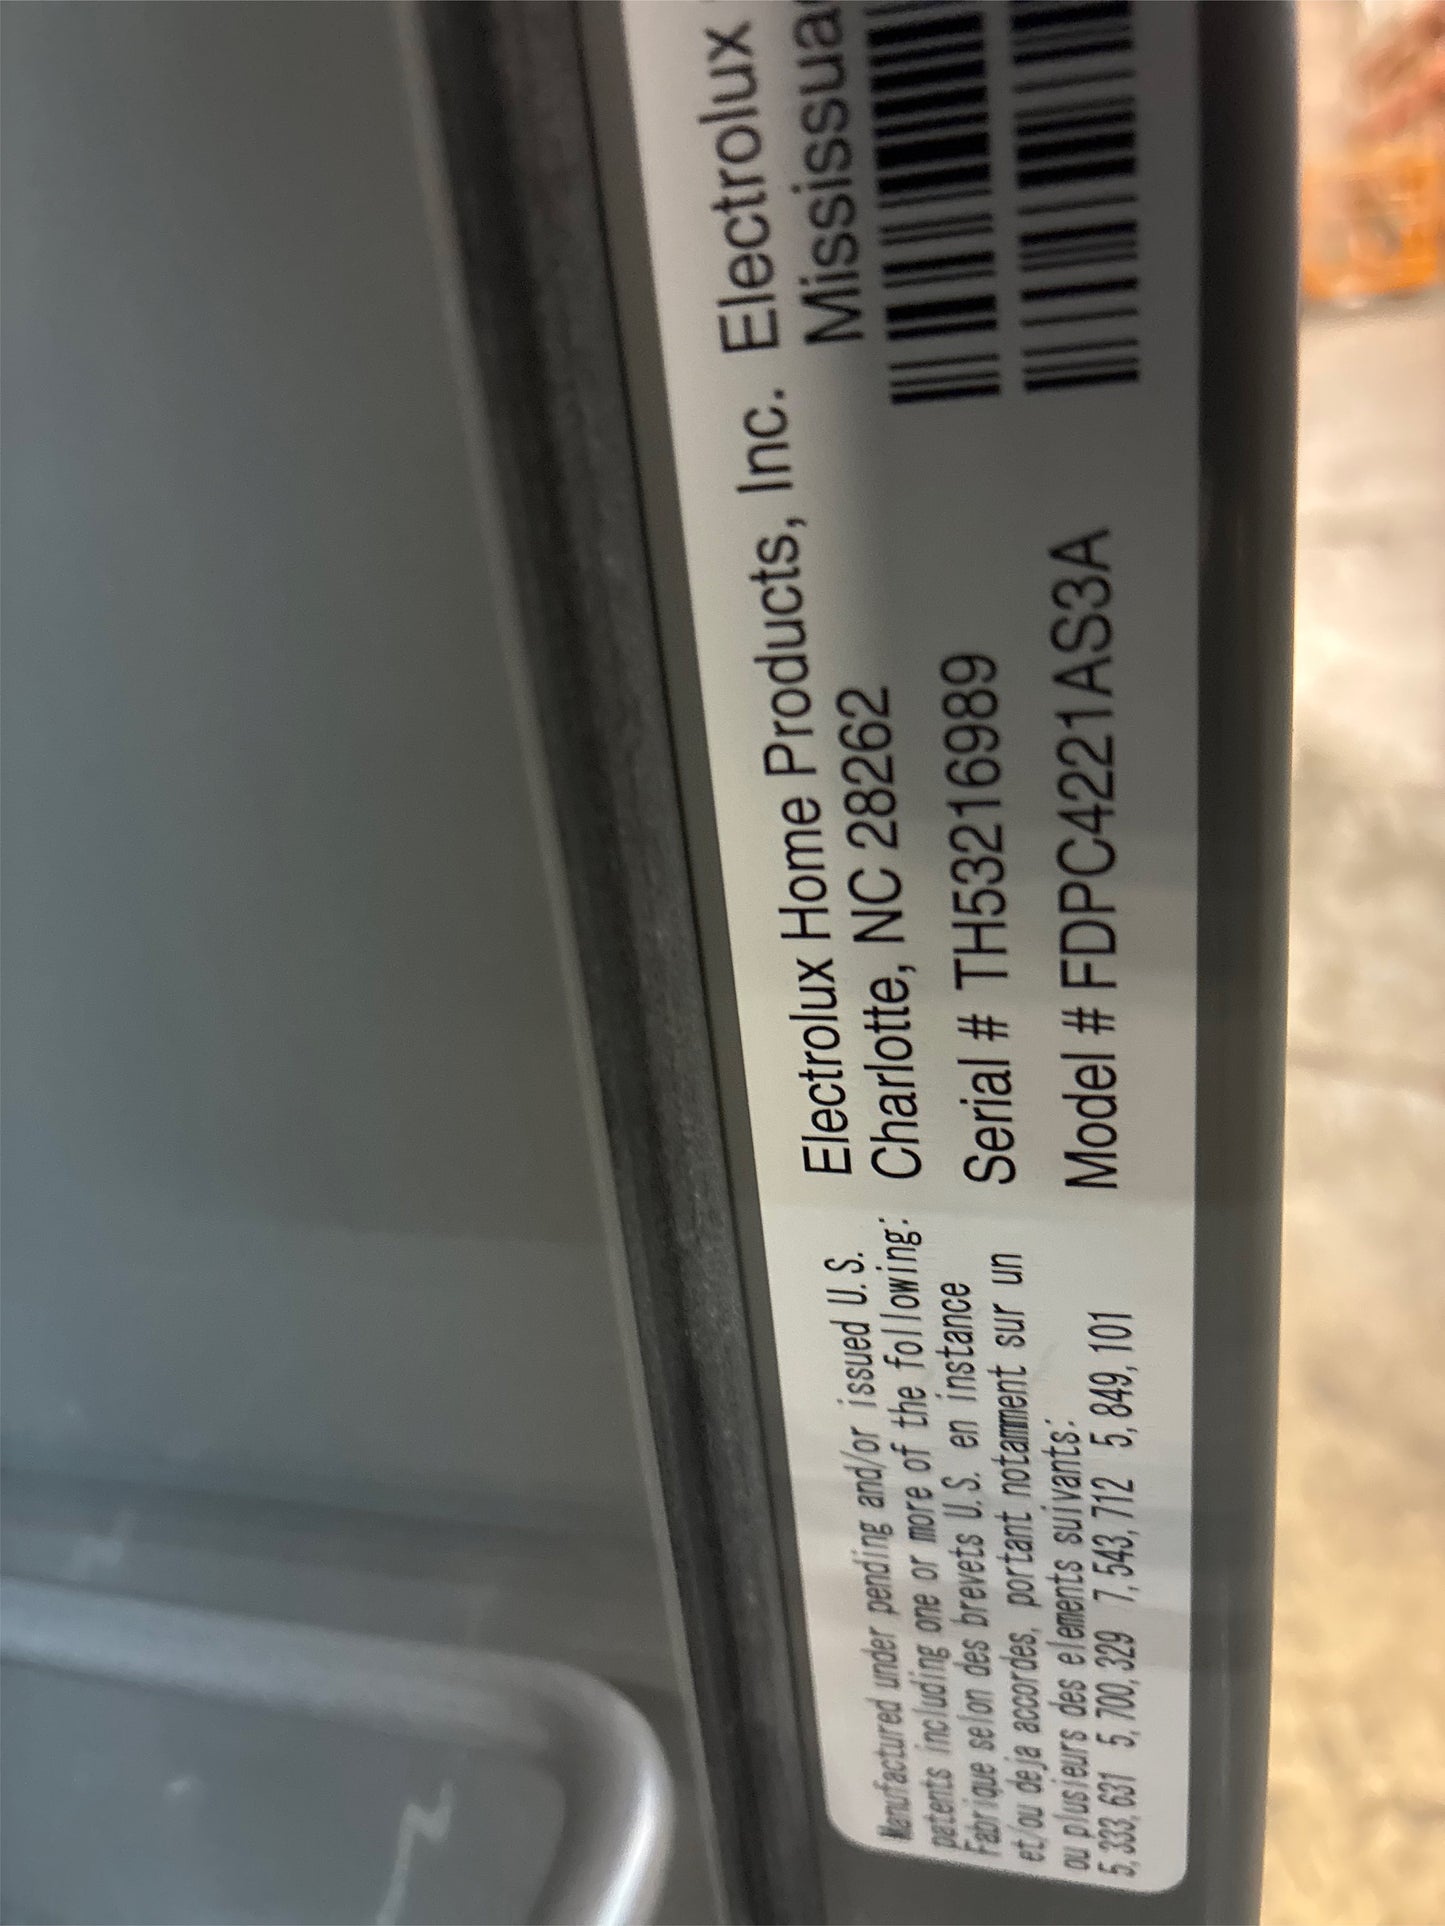 Manufactured under pending and/or issued U.S.
patents including one or more of the following:
Fabrique selon des brevets U.S. en instance
et/ou deja accordes, portant notamment sur un
ou plusieurs des elements suivants:
5,333,631 5,700,329 7,543,712 5,849,101
Electrolux Home Products, Inc.
Charlotte, NC 28262
Serial # TH53216989
Model # FDPC4221AS3A
Electrolux
Mississua